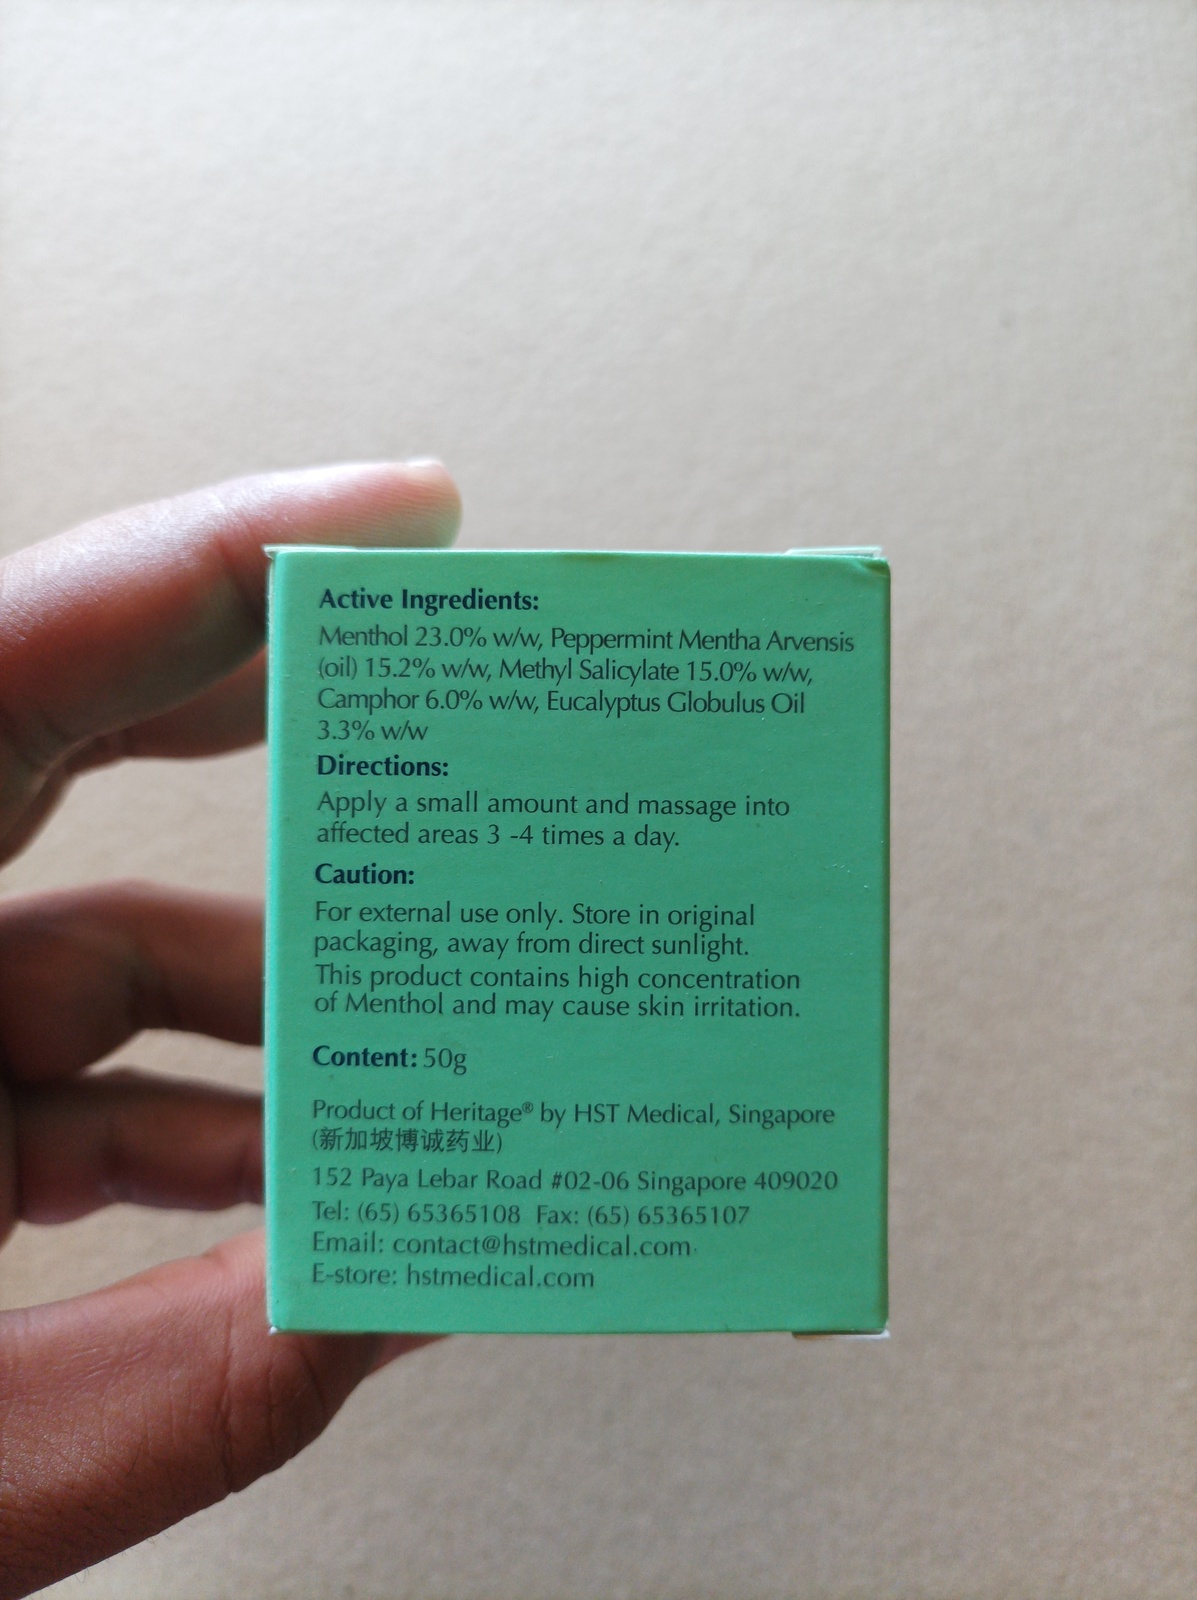 Active Ingredients:
Menthol 23.0% w/w, Peppermint Mentha Arvensis
(oil) 15.2% w/w, Methyl Salicylate 15.0% w/w,
Camphor 6.0% w/w, Eucalyptus Globulus Oil
3.3% w/w
Directions:
Apply a small amount and massage into
affected areas 3 -4 times a day.
Caution:
For external use only. Store in original
packaging, away from direct sunlight.
This product contains high concentration
of Menthol and may cause skin irritation.
Content: 50g
Product of Heritage® by HST Medical, Singapore
(新加坡博诚药业)
152 Paya Lebar Road #02-06 Singapore 409020
Tel: (65) 65365108 Fax: (65) 65365107
Email: contact@hstmedical.com
E-store: hstmedical.com